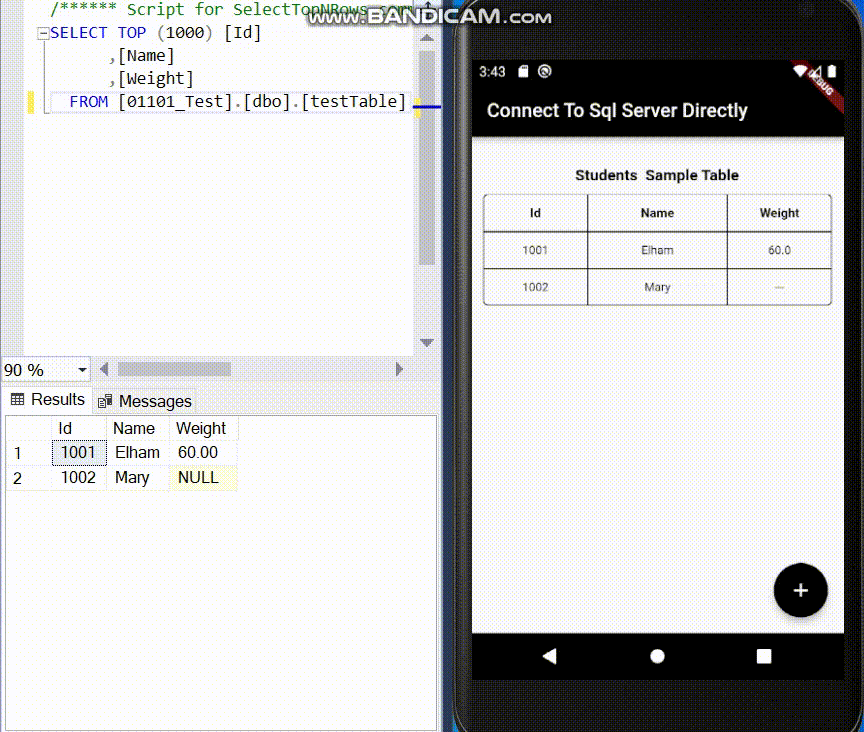 /****** Script for SelectTopNRows com
www.BANDICAM.com
SELECT TOP (1000) [Id]
,[Name]
,[Weight]
FROM [01101_Test].[dbo].[testTable]
90 %
Results
Messages
Id Name Weight
1 1001 Elham 60.00
2 1002 Mary NULL
3:43
DEBUG
Connect To Sql Server Directly
Students Sample Table
Id Name Weight
1001 Elham 60.0
1002 Mary ---
+